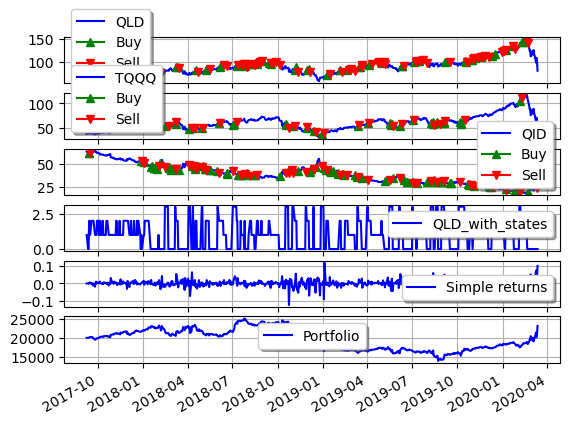 QLD
Buy
Sell
150
100
TQQQ
Buy
Sell
100
50
QID
Buy
Sell
50
25
QLD_with_states
2.5
0.0
Simple returns
0.1
0.0
−0.1
Portfolio
25000
20000
15000
2017-10 2018-01 2018-04 2018-07 2018-10 2019-01 2019-04 2019-07 2019-10 2020-01 2020-04